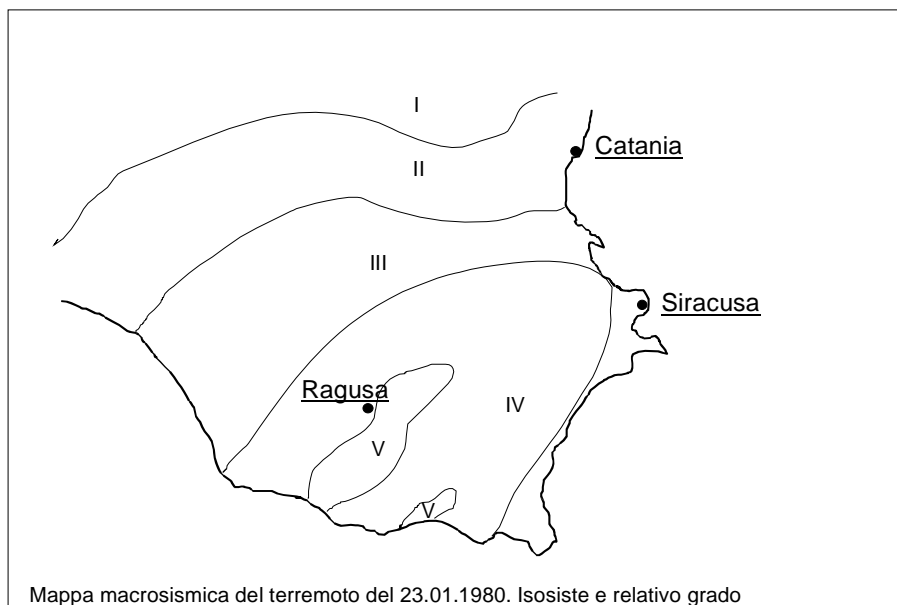 I
Catania
II
III
Siracusa
Ragusa
IV
V
V
Mappa macrosismica del terremoto del 23.01.1980. Isosiste e relativo grado